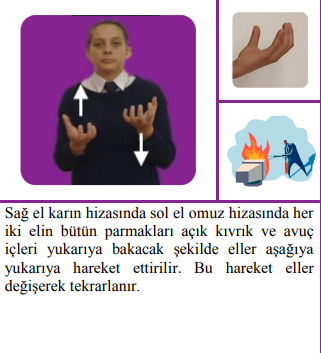 Sağ el karın hizasında sol el omuz hizasında her
iki elin bütün parmakları açık kıvrık ve avuç
içleri yukarıya bakacak şekilde eller aşağıya
yukarıya hareket ettirilir. Bu hareket eller
değişerek tekrarlanır.